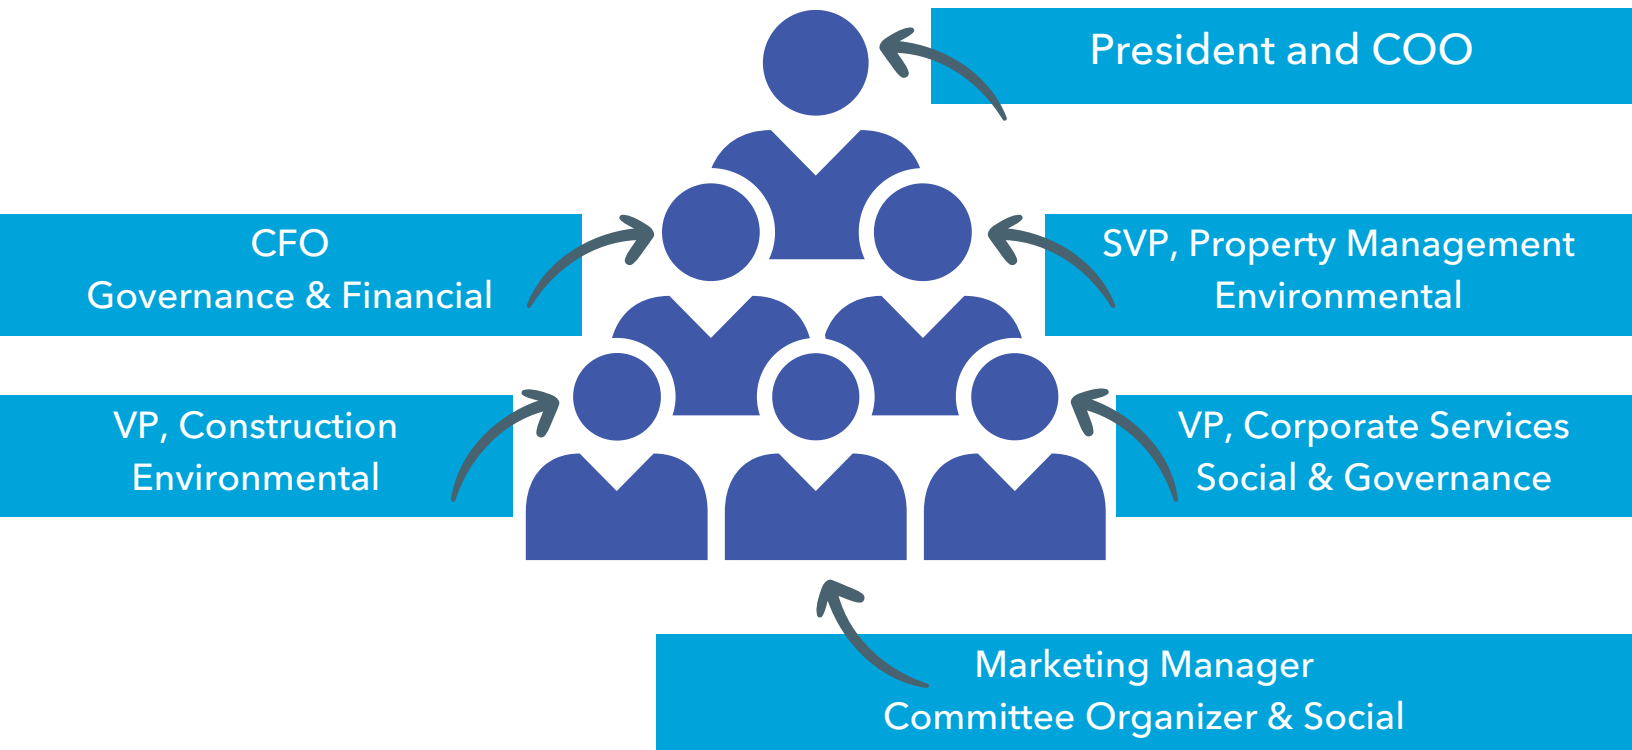 President and COO
CFO
Governance & Financial
SVP, Property Management
Environmental
VP, Construction
Environmental
VP, Corporate Services
Social & Governance
Marketing Manager
Committee Organizer & Social